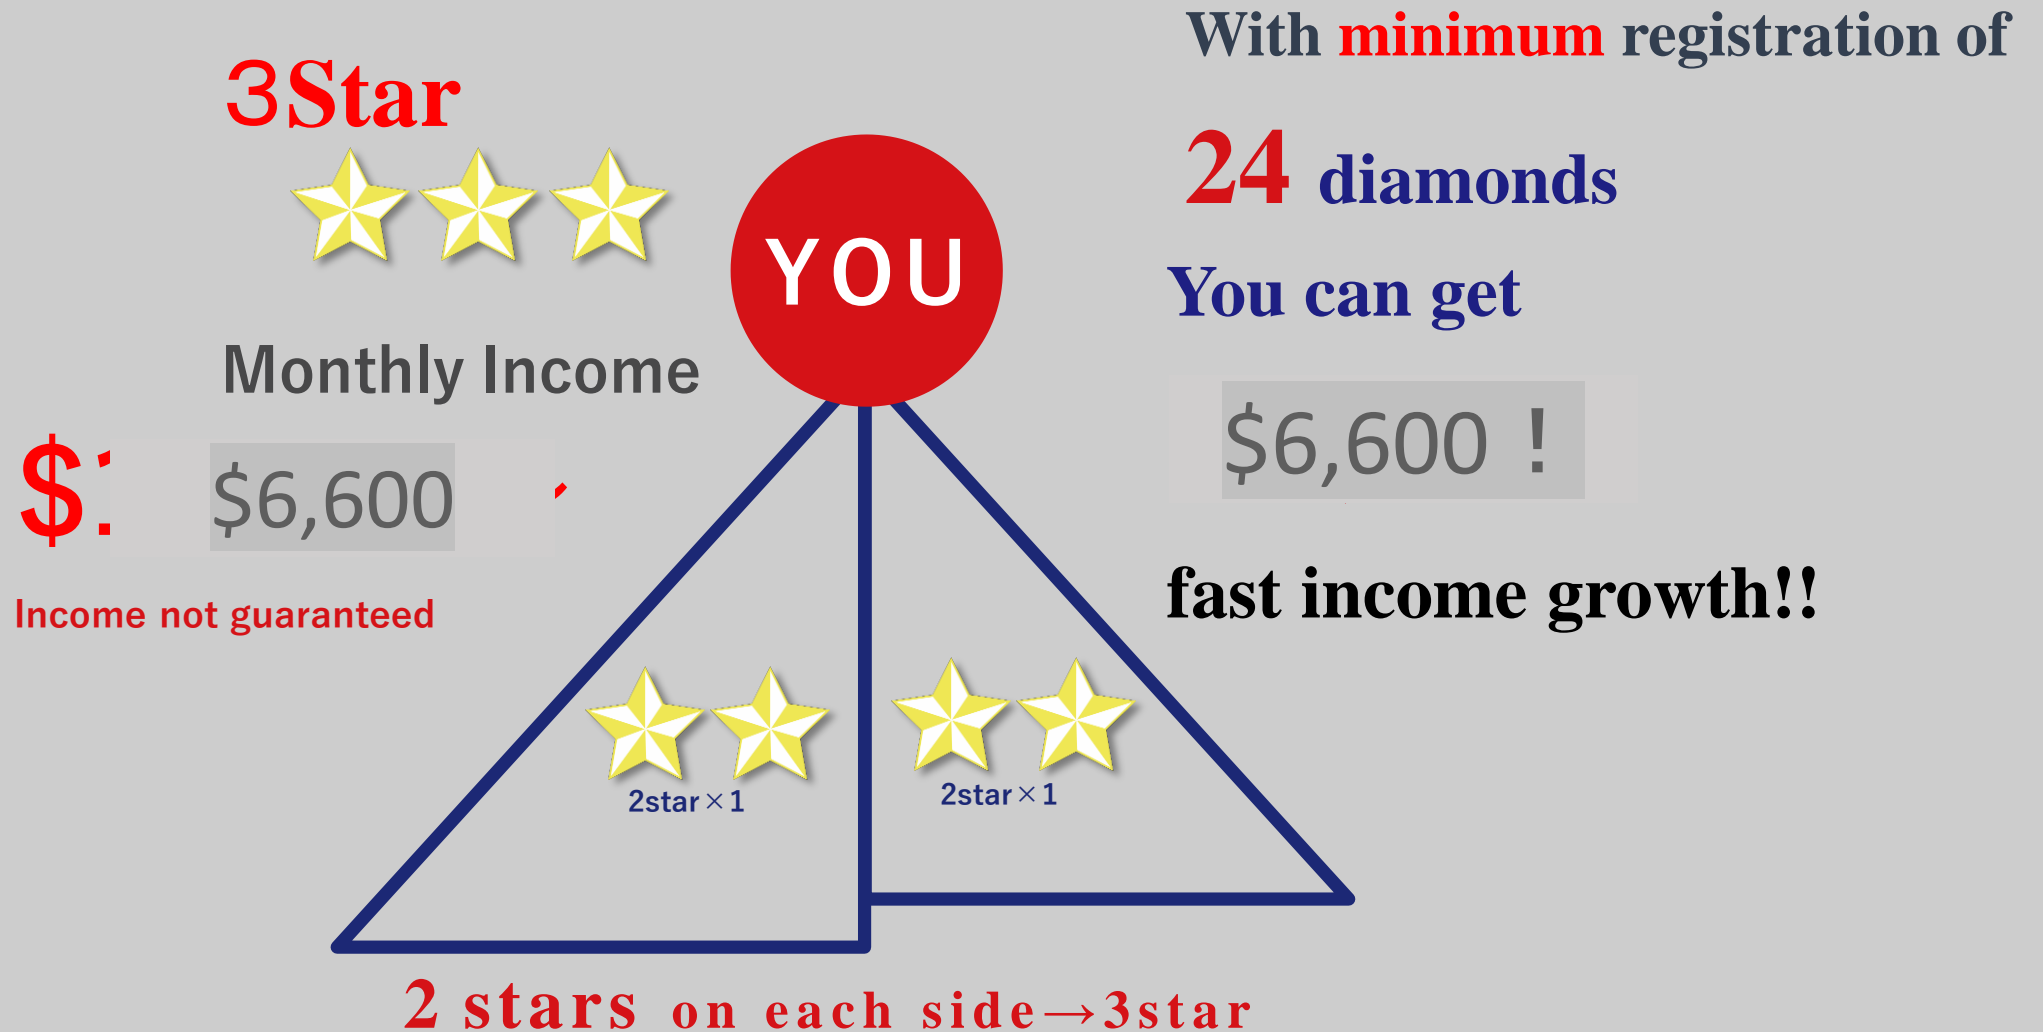 3Star
YOU
Monthly Income
$6,600
Income not guaranteed
With minimum registration of
24 diamonds
You can get
$6,600 !
fast income growth!!
2star×1
2star×1
2 stars on each side→3star